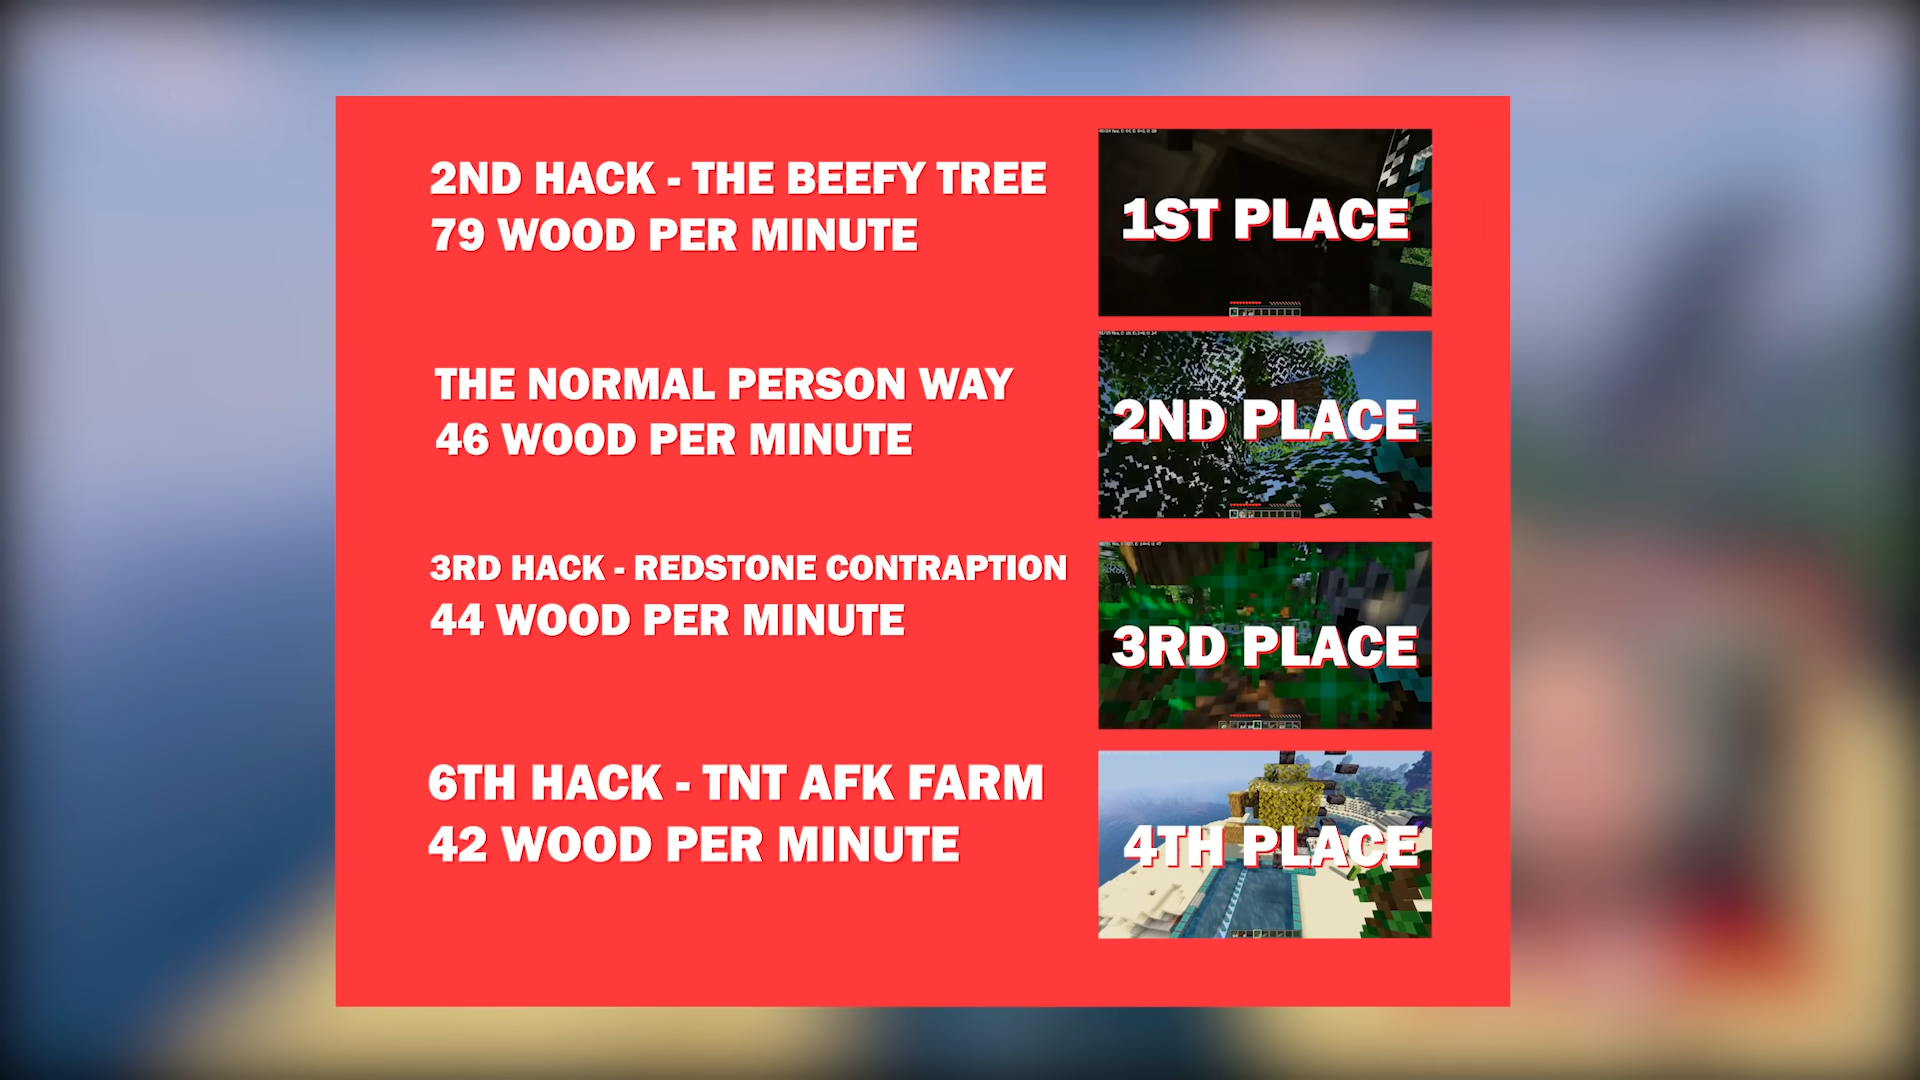 2ND HACK - THE BEEFY TREE
79 WOOD PER MINUTE
1ST PLACE
THE NORMAL PERSON WAY
46 WOOD PER MINUTE
2ND PLACE
3RD HACK - REDSTONE CONTRAPTION
44 WOOD PER MINUTE
3RD PLACE
6TH HACK - TNT AFK FARM
42 WOOD PER MINUTE
4TH PLACE